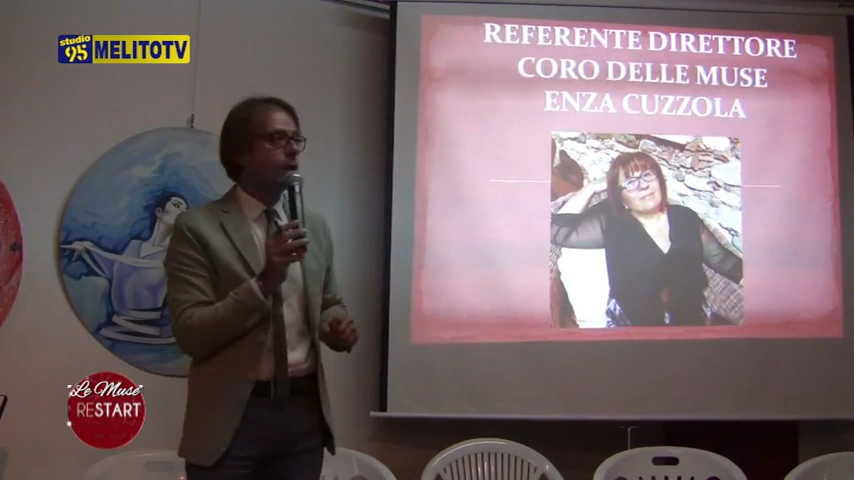 studio
95 MELITOTV
REFERENTE DIRETTORE
CORO DELLE MUSE
ENZA CUZZOLA
"Le Muse"
RESTART